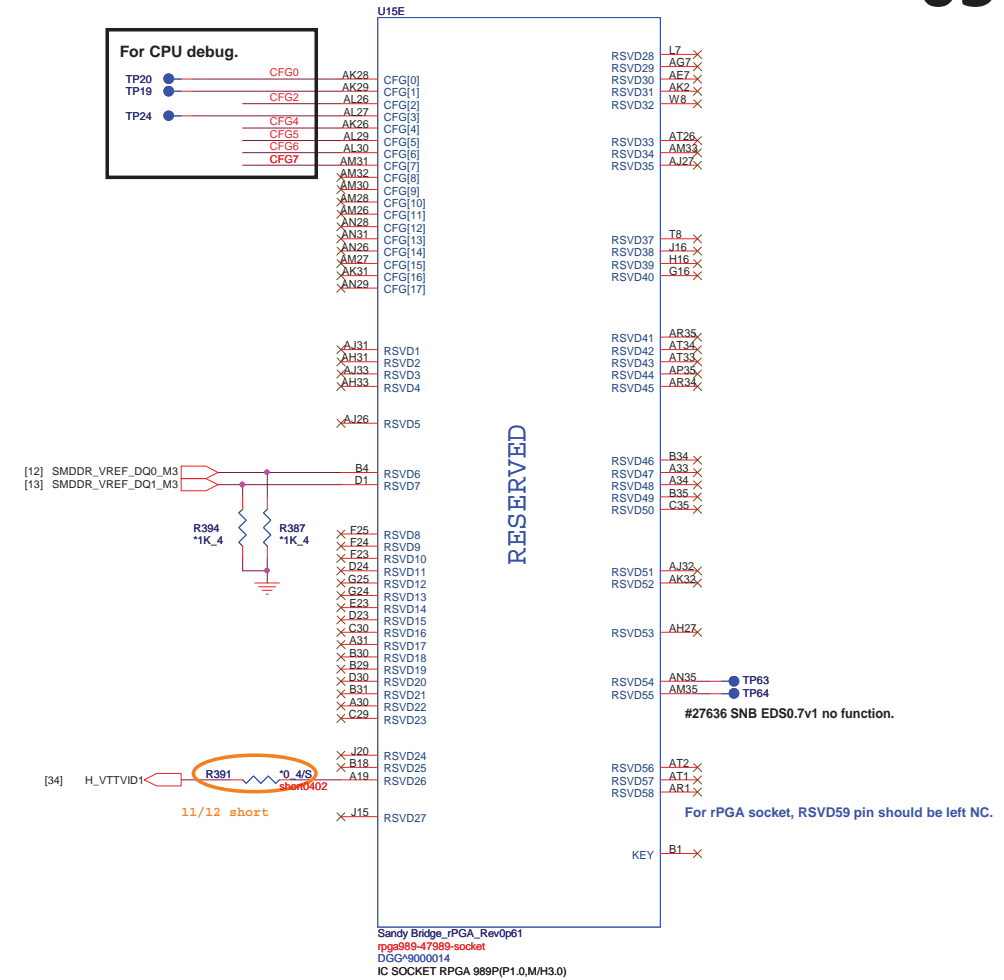 U15E
For CPU debug.
TP20 CFG0 AK28 CFG[0]
TP19 AK29 CFG[1]
CFG2 AL26 CFG[2]
TP24 AL27 CFG[3]
CFG4 AK26 CFG[4]
CFG5 AL29 CFG[5]
CFG6 AL30 CFG[6]
CFG7 AM31 CFG[7]
AM32 CFG[8]
AM30 CFG[9]
AM28 CFG[10]
AM26 CFG[11]
AN28 CFG[12]
AN31 CFG[13]
AN26 CFG[14]
AM27 CFG[15]
AK31 CFG[16]
AN29 CFG[17]
AJ31 RSVD1
AH31 RSVD2
AJ33 RSVD3
AH33 RSVD4
AJ26 RSVD5
[12] SMDDR_VREF_DQ0_M3 B4 RSVD6
[13] SMDDR_VREF_DQ1_M3 D1 RSVD7
R394
*1K_4
R387
*1K_4
F25 RSVD8
F24 RSVD9
F23 RSVD10
D24 RSVD11
G25 RSVD12
G24 RSVD13
E23 RSVD14
D23 RSVD15
C30 RSVD16
A31 RSVD17
B30 RSVD18
B29 RSVD19
D30 RSVD20
B31 RSVD21
A30 RSVD22
C29 RSVD23
J20 RSVD24
B18 RSVD25
[34] H_VTTVID1 R391 *0_4/S A19 RSVD26
short0402
11/12 short
J15 RSVD27
RESERVED
RSVD28 L7
RSVD29 AG7
RSVD30 AE7
RSVD31 AK2
RSVD32 W8
RSVD33 AT26
RSVD34 AM33
RSVD35 AJ27
RSVD37 T8
RSVD38 J16
RSVD39 H16
RSVD40 G16
RSVD41 AR35
RSVD42 AT34
RSVD43 AT33
RSVD44 AP35
RSVD45 AR34
RSVD46 B34
RSVD47 A33
RSVD48 A34
RSVD49 B35
RSVD50 C35
RSVD51 AJ32
RSVD52 AK32
RSVD53 AH27
RSVD54 AN35 TP63
RSVD55 AM35 TP64
#27636 SNB EDS0.7v1 no function.
RSVD56 AT2
RSVD57 AT1
RSVD58 AR1
For rPGA socket, RSVD59 pin should be left NC.
KEY B1
Sandy Bridge_rPGA_Rev0p61
rpga989-47989-socket
DGG^9000014
IC SOCKET RPGA 989P(P1.0,M/H3.0)